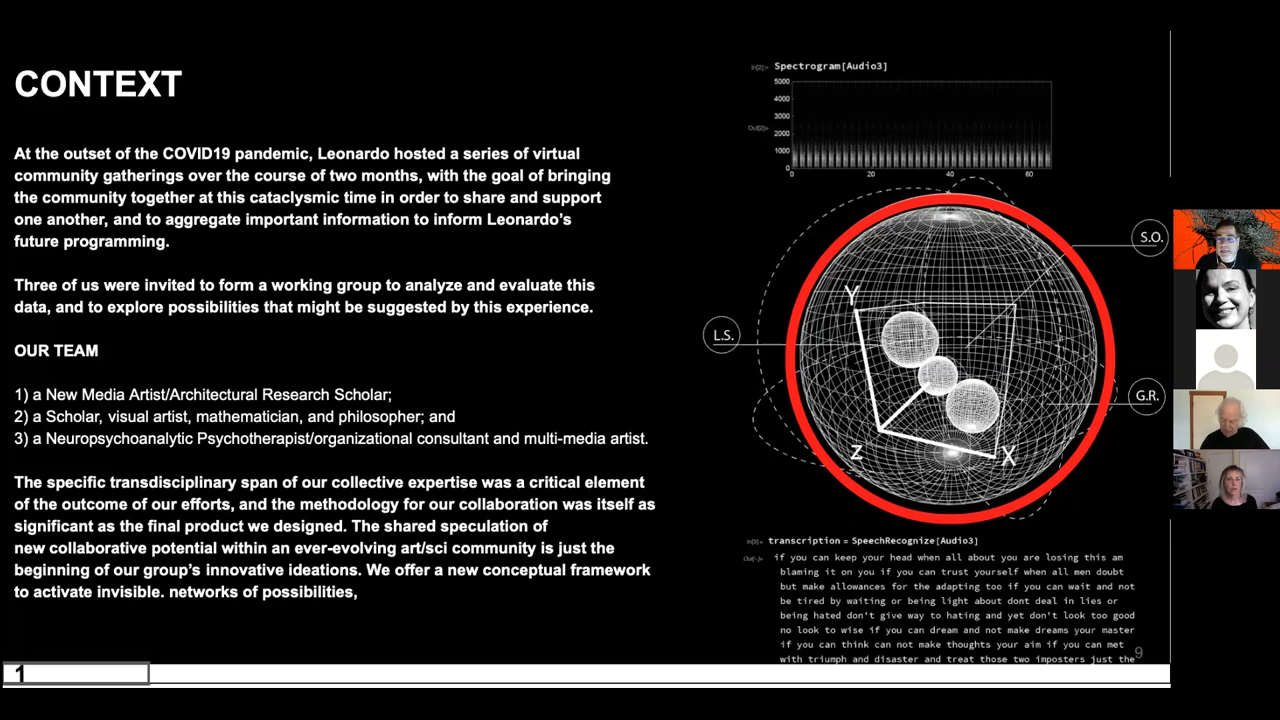 CONTEXT
At the outset of the COVID19 pandemic, Leonardo hosted a series of virtual
community gatherings over the course of two months, with the goal of bringing
the community together at this cataclysmic time in order to share and support
one another, and to aggregate important information to inform Leonardo's
future programming.
Three of us were invited to form a working group to analyze and evaluate this
data, and to explore possibilities that might be suggested by this experience.
OUR TEAM
1) a New Media Artist/Architectural Research Scholar;
2) a Scholar, visual artist, mathematician, and philosopher; and
3) a Neuropsychoanalytic Psychotherapist/organizational consultant and multi-media artist.
The specific transdisciplinary span of our collective expertise was a critical element
of the outcome of our efforts, and the methodology for our collaboration was itself as
significant as the final product we designed. The shared speculation of
new collaborative potential within an ever-evolving art/sci community is just the
beginning of our group's innovative ideations. We offer a new conceptual framework
to activate invisible. networks of possibilities,
1
In[2]:= Spectrogram[Audio3]
5000
4000
3000
Out[2]=
2000
1000
0
0 20 40 60
S.O.
Y
L.S.
G.R.
Z
X
In[3]:= transcription = SpeechRecognize[Audio3]
Out[•]= if you can keep your head when all about you are losing this am
blaming it on you if you can trust yourself when all men doubt
but make allowances for the adapting too if you can wait and not
be tired by waiting or being light about dont deal in lies or
being hated don't give way to hating and yet don't look too good
no look to wise if you can dream and not make dreams your master
if you can think can not make thoughts your aim if you can met
with triumph and disaster and treat those two imposters just the
9